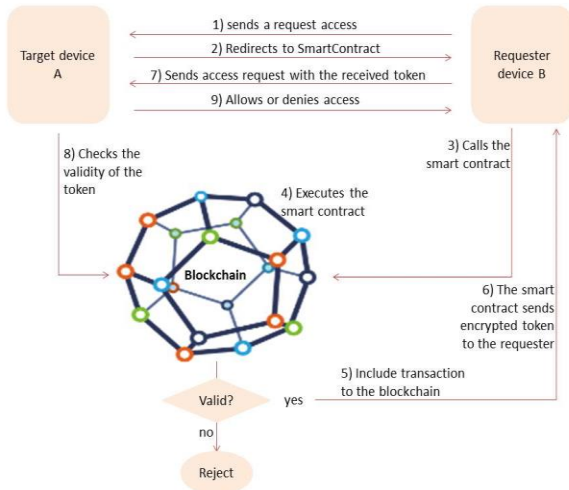 1) sends a request access
2) Redirects to SmartContract
7) Sends access request with the received token
9) Allows or denies access
Target device
A
Requester
device B
8) Checks the
validity of the
token
3) Calls the
smart contract
4) Executes the
smart contract
Blockchain
6) The smart
contract sends
encrypted token
to the requester
5) Include transaction
to the blockchain
Valid?
yes
no
Reject